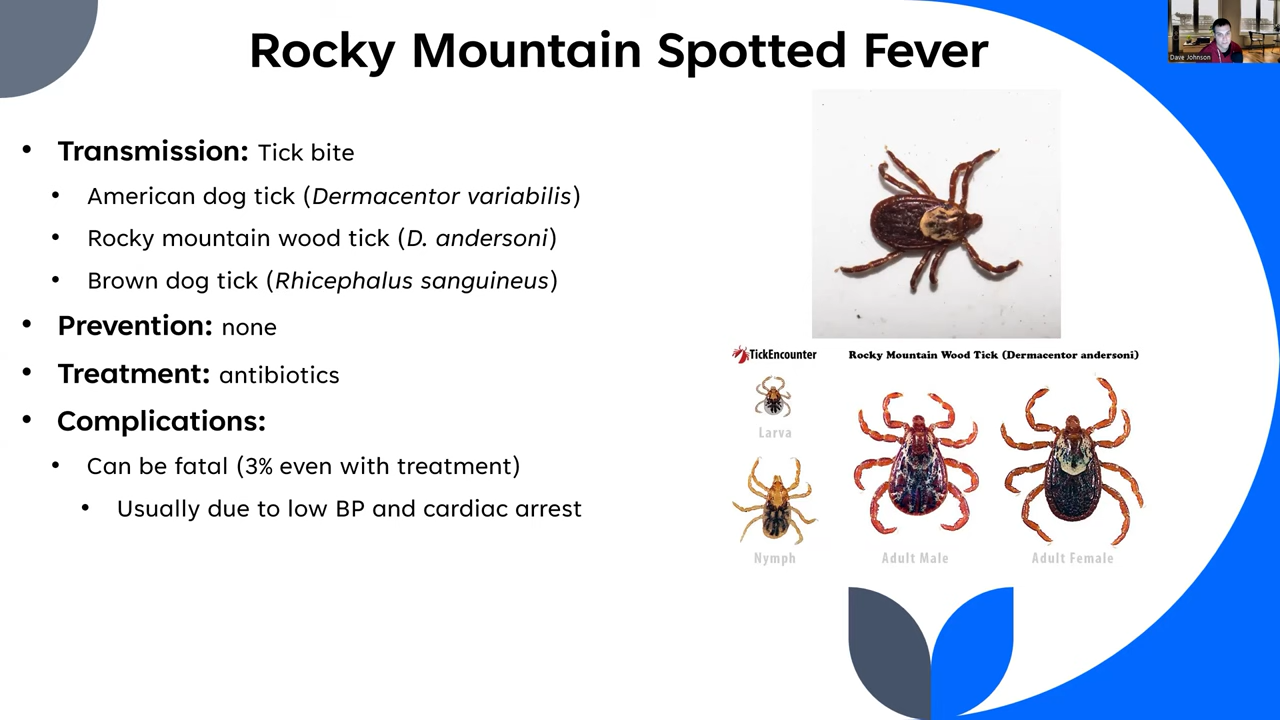 Rocky Mountain Spotted Fever
Dave Johnson
• Transmission: Tick bite
• American dog tick (Dermacentor variabilis)
• Rocky mountain wood tick (D. andersoni)
• Brown dog tick (Rhicephalus sanguineus)
• Prevention: none
• Treatment: antibiotics
• Complications:
• Can be fatal (3% even with treatment)
• Usually due to low BP and cardiac arrest
TickEncounter
Rocky Mountain Wood Tick (Dermacentor andersoni)
Larva
Nymph
Adult Male
Adult Female